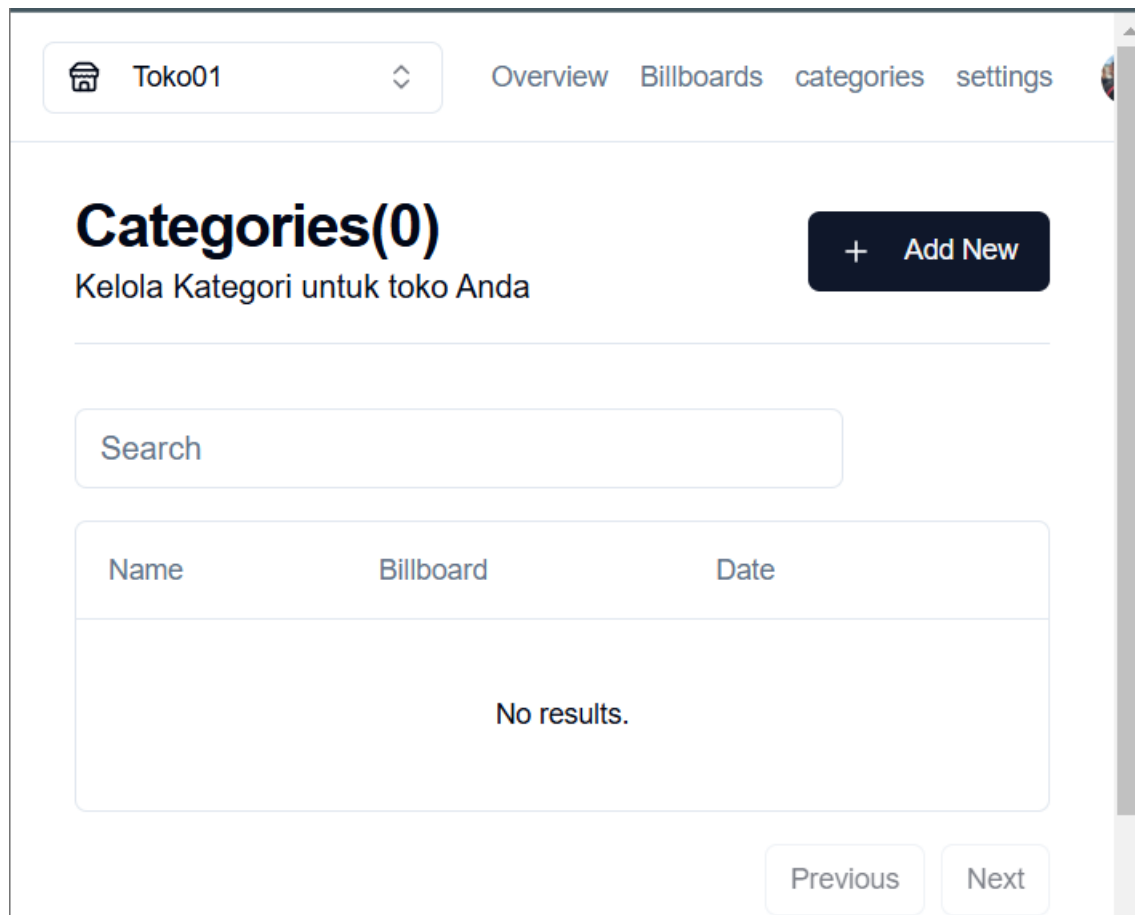 Toko01 Overview Billboards categories settings
Categories(0)
+ Add New
Kelola Kategori untuk toko Anda
Search
Name Billboard Date
No results.
Previous Next